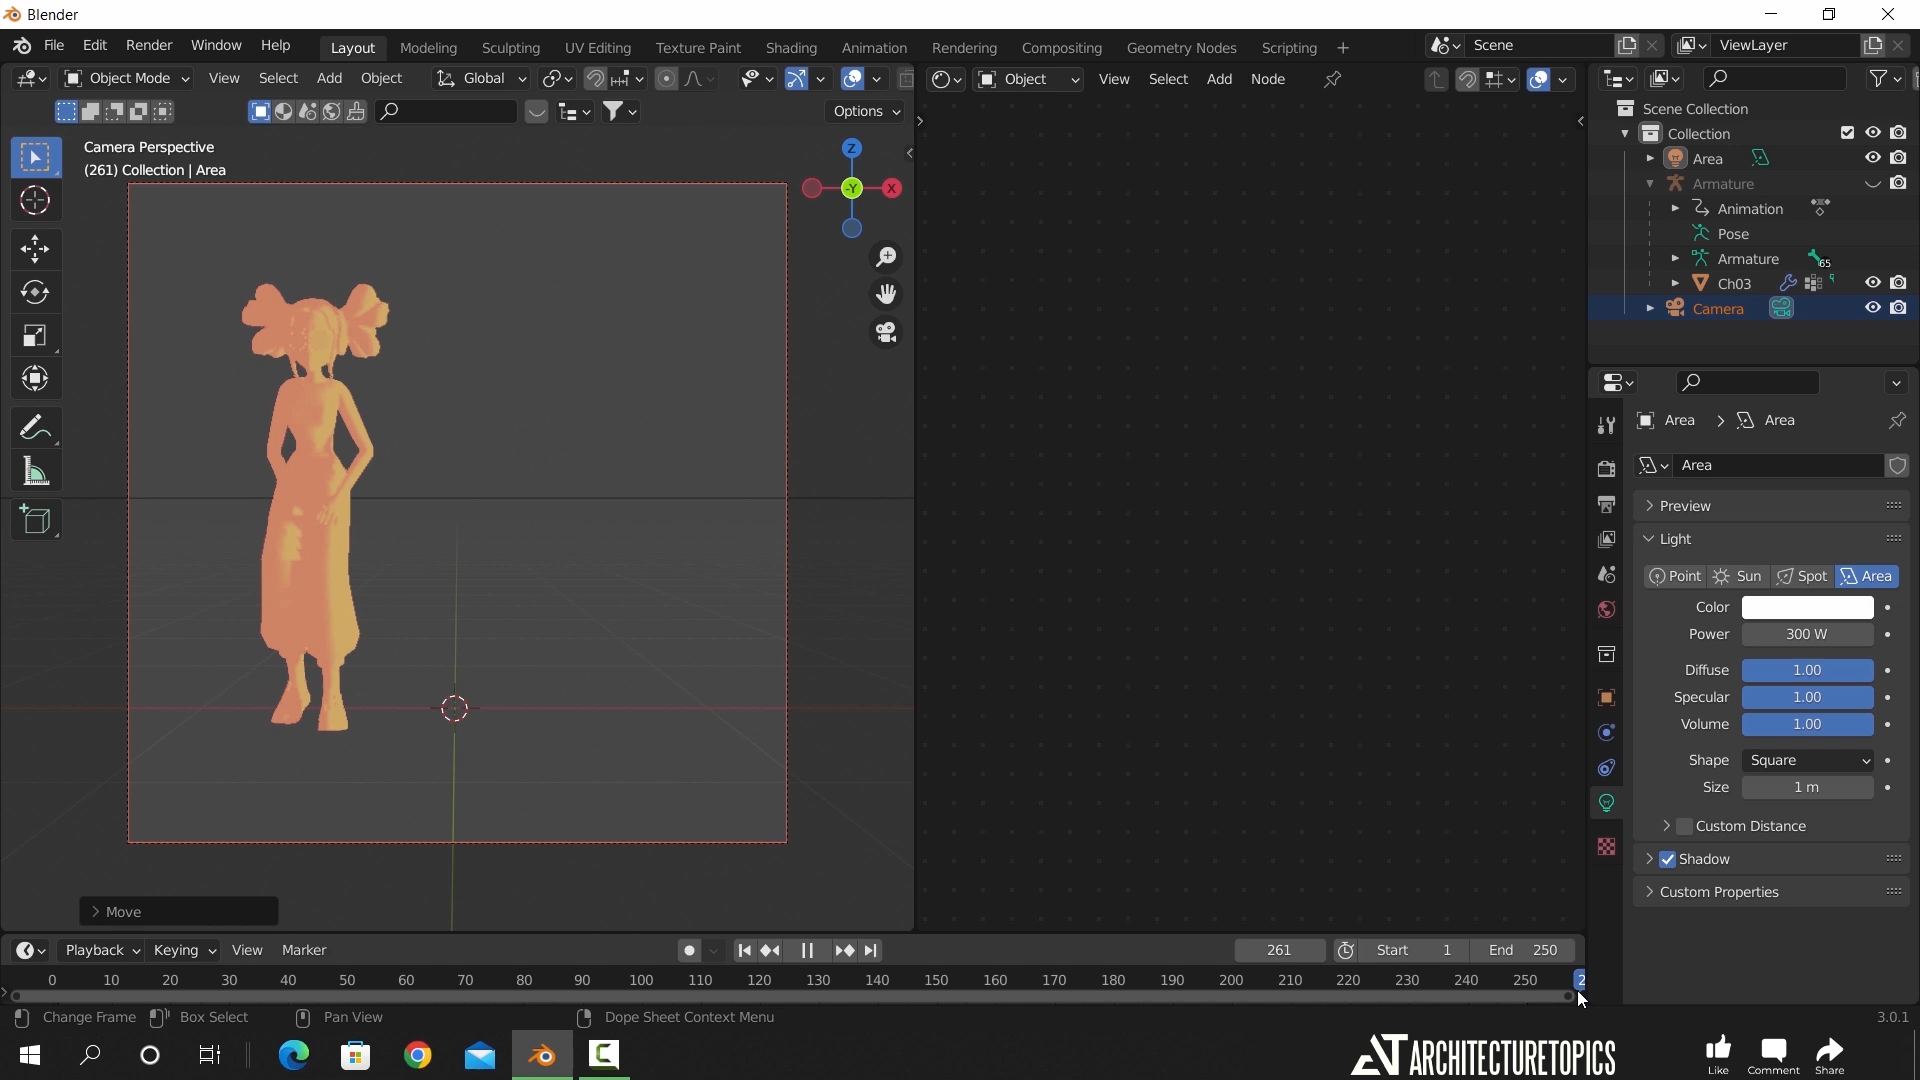 Blender
File Edit Render Window Help Layout Modeling Sculpting UV Editing Texture Paint Shading Animation Rendering Compositing Geometry Nodes Scripting + Scene ViewLayer
Object Mode View Select Add Object Global Object View Select Add Node
Options
Camera Perspective
(261) Collection | Area
Z
-Y
X
Scene Collection
Collection
Area
Armature
Animation
Pose
Armature 65
Ch03
Camera
Area > Area
Area
Preview
Light
Point Sun Spot Area
Color
Power 300 W
Diffuse 1.00
Specular 1.00
Volume 1.00
Shape Square
Size 1 m
Custom Distance
Shadow
Custom Properties
Move
Playback Keying View Marker 261 Start 1 End 250
0 10 20 30 40 50 60 70 80 90 100 110 120 130 140 150 160 170 180 190 200 210 220 230 240 250 2
Change Frame Box Select Pan View Dope Sheet Context Menu 3.0.1
ARCHITECTURETOPICS
Like Comment Share